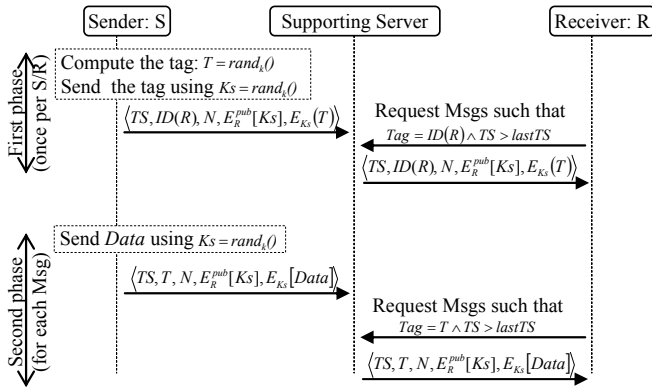 Sender: S
Supporting Server
Receiver: R
First phase
(once per S/R)
Compute the tag: T = rand_k()
Send the tag using Ks = rand_k()
⟨TS, ID(R), N, E_R^pub[Ks], E_Ks(T)⟩
Request Msgs such that
Tag = ID(R) ∧ TS > lastTS
⟨TS, ID(R), N, E_R^pub[Ks], E_Ks(T)⟩
Second phase
(for each Msg)
Send Data using Ks = rand_k()
⟨TS, T, N, E_R^pub[Ks], E_Ks[Data]⟩
Request Msgs such that
Tag = T ∧ TS > lastTS
⟨TS, T, N, E_R^pub[Ks], E_Ks[Data]⟩